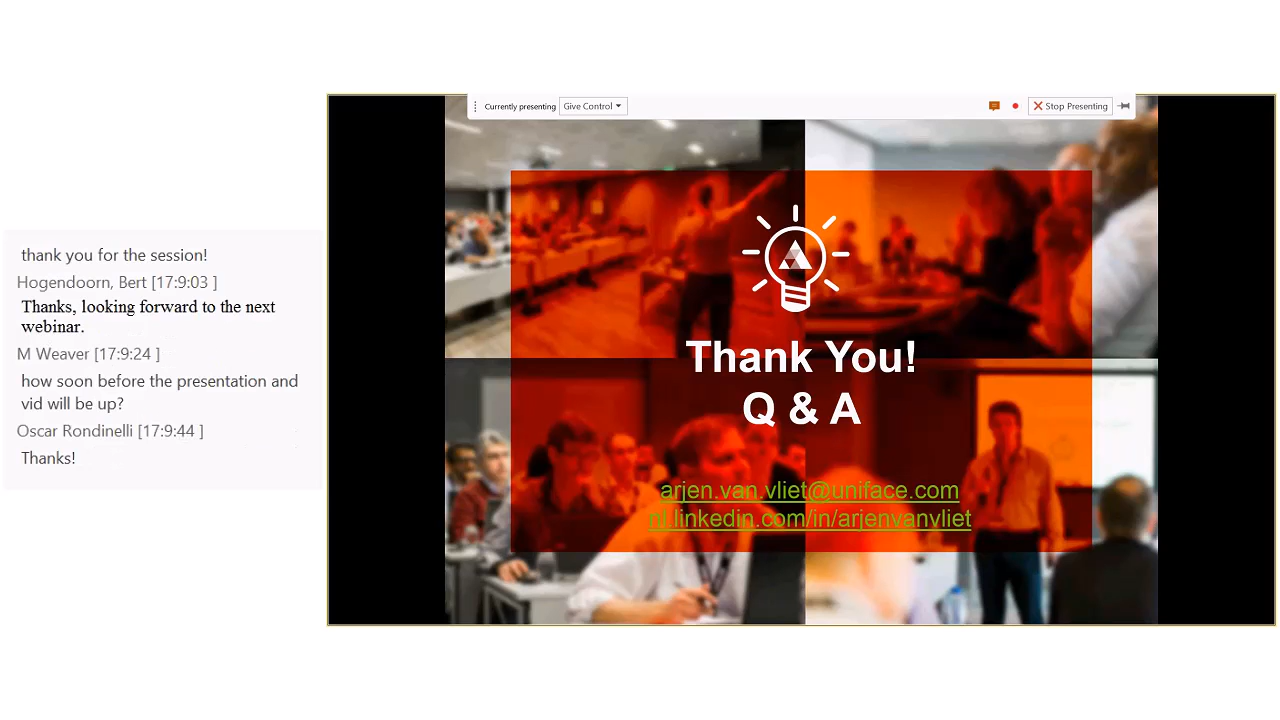 thank you for the session!
Hogendoorn, Bert [17:9:03 ]
Thanks, looking forward to the next
webinar.
M Weaver [17:9:24 ]
how soon before the presentation and
vid will be up?
Oscar Rondinelli [17:9:44 ]
Thanks!
Currently presenting Give Control Stop Presenting
Thank You!
Q & A
arjen.van.vliet@uniface.com
nl.linkedin.com/in/arjenvanvliet